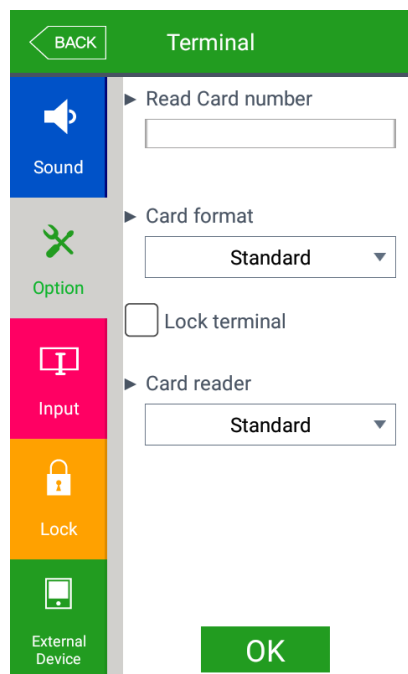 BACK
Terminal
Sound
Option
Input
Lock
External
Device
► Read Card number
► Card format
Standard
Lock terminal
► Card reader
Standard
OK